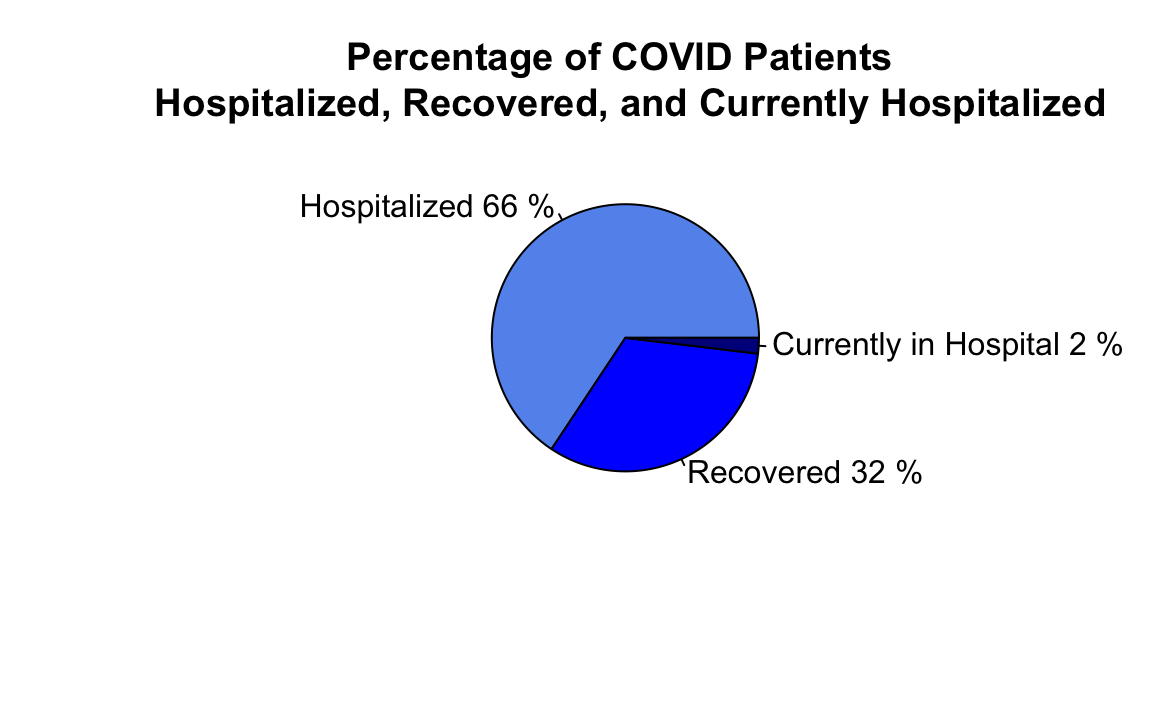 Percentage of COVID Patients
Hospitalized, Recovered, and Currently Hospitalized
Hospitalized 66 %
Currently in Hospital 2 %
Recovered 32 %